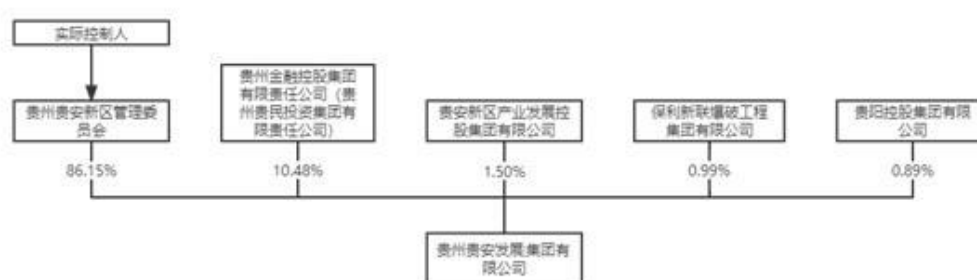 实际控制人
贵州贵安新区管理委
员会
贵州金融控股集团
有限责任公司（贵
州贵民投资集团有
限责任公司）
贵安新区产业发展控
股集团有限公司
保利新联爆破工程
集团有限公司
贵阳控股集团有限
公司
86.15%
10.48%
1.50%
0.99%
0.89%
贵州贵安发展集团有
限公司